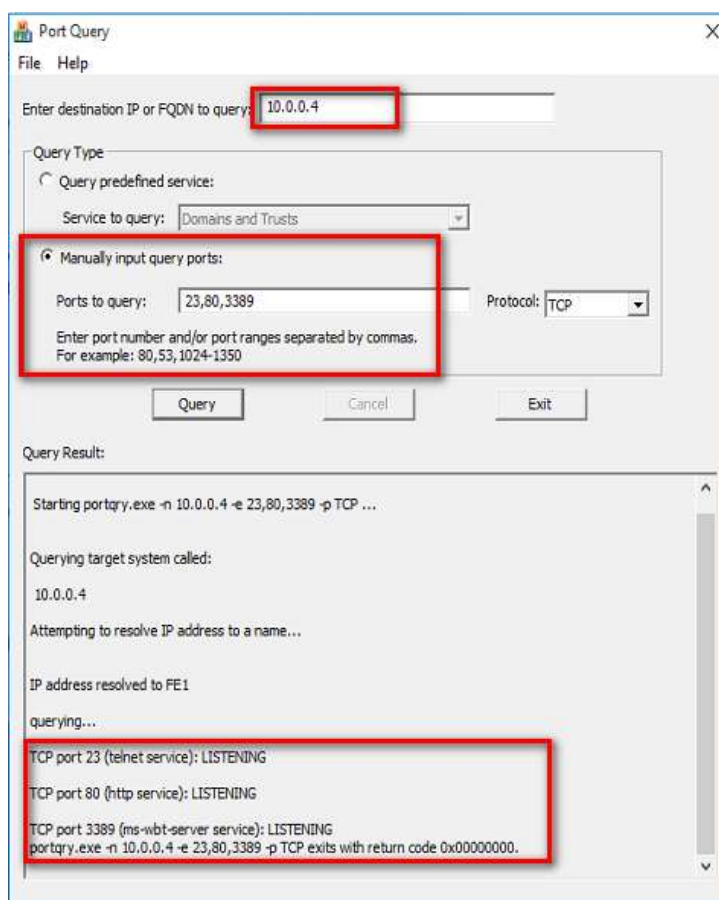 Port Query
File Help
Enter destination IP or FQDN to query: 10.0.0.4
Query Type
Query predefined service:
Service to query: Domains and Trusts
Manually input query ports:
Ports to query: 23,80,3389 Protocol: TCP
Enter port number and/or port ranges separated by commas.
For example: 80,53,1024-1350
Query Cancel Exit
Query Result:
Starting portqry.exe -n 10.0.0.4 -e 23,80,3389 -p TCP ...
Querying target system called:
10.0.0.4
Attempting to resolve IP address to a name...
IP address resolved to FE1
querying...
TCP port 23 (telnet service): LISTENING
TCP port 80 (http service): LISTENING
TCP port 3389 (ms-wbt-server service): LISTENING
portqry.exe -n 10.0.0.4 -e 23,80,3389 -p TCP exits with return code 0x00000000.